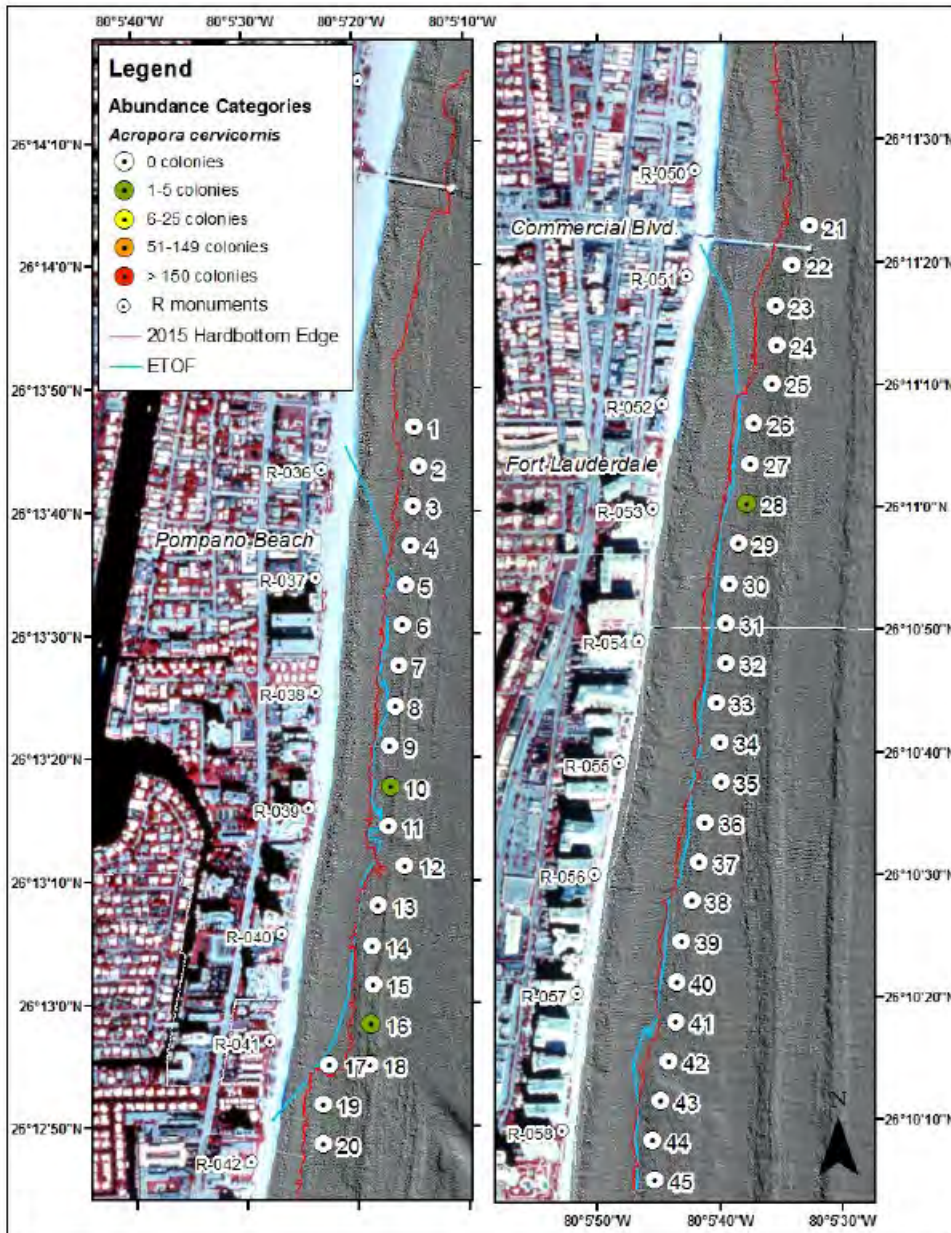 80°5'40"W 80°5'30"W 80°5'20"W 80°5'10"W
Legend
Abundance Categories
Acropora cervicornis
0 colonies
1-5 colonies
6-25 colonies
51-149 colonies
> 150 colonies
R monuments
2015 Hardbottom Edge
ETOF
26°14'10"N
26°14'0"N
26°13'50"N
26°13'40"N
26°13'30"N
26°13'20"N
26°13'10"N
26°13'0"N
26°12'50"N
R-036
Pompano Beach
R-037
R-038
R-039
R-040
R-041
R-042
1
2
3
4
5
6
7
8
9
10
11
12
13
14
15
16
17 18
19
20
R-050
Commercial Blvd.
R-051
R-052
Fort Lauderdale
R-053
R-054
R-055
R-056
R-057
R-058
21
22
23
24
25
26
27
28
29
30
31
32
33
34
35
36
37
38
39
40
41
42
43
44
45
26°11'30"N
26°11'20"N
26°11'10"N
26°11'0"N
26°10'50"N
26°10'40"N
26°10'30"N
26°10'20"N
26°10'10"N
N
80°5'20"W 80°5'10"W
80°5'50"W 80°5'40"W 80°5'30"W